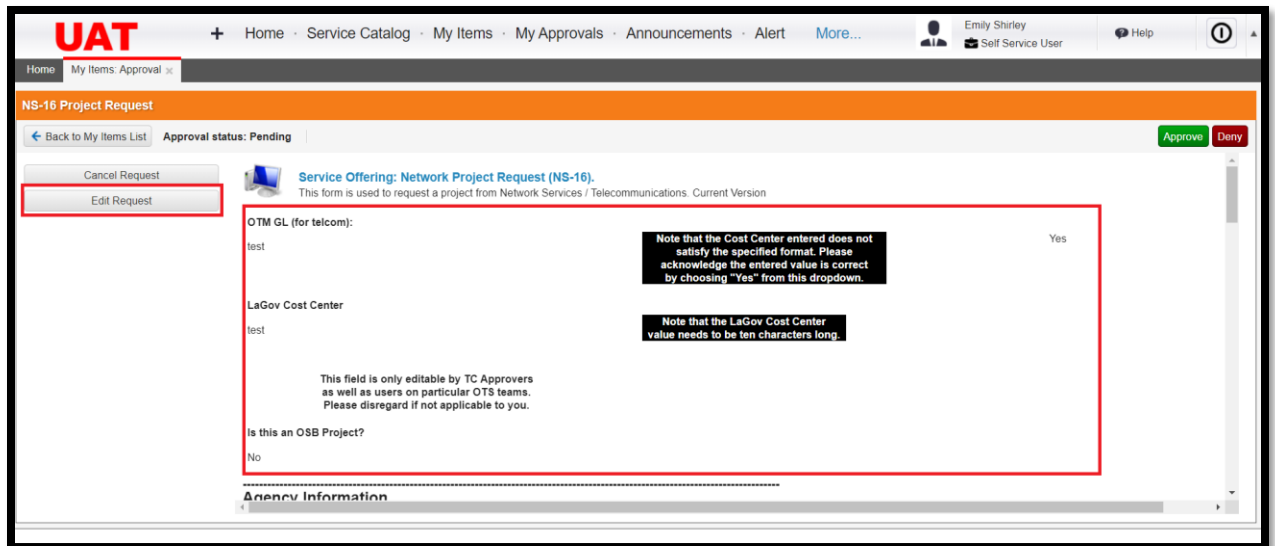 UAT
+ Home · Service Catalog · My Items · My Approvals · Announcements · Alert More...
Emily Shirley
Self Service User
Help
Home My Items: Approval x
NS-16 Project Request
Back to My Items List Approval status: Pending Approve Deny
Cancel Request
Edit Request
Service Offering: Network Project Request (NS-16).
This form is used to request a project from Network Services / Telecommunications. Current Version
OTM GL (for telcom):
test
Note that the Cost Center entered does not
satisfy the specified format. Please
acknowledge the entered value is correct
by choosing "Yes" from this dropdown.
Yes
LaGov Cost Center
test
Note that the LaGov Cost Center
value needs to be ten characters long.
This field is only editable by TC Approvers
as well as users on particular OTS teams.
Please disregard if not applicable to you.
Is this an OSB Project?
No
Agency Information